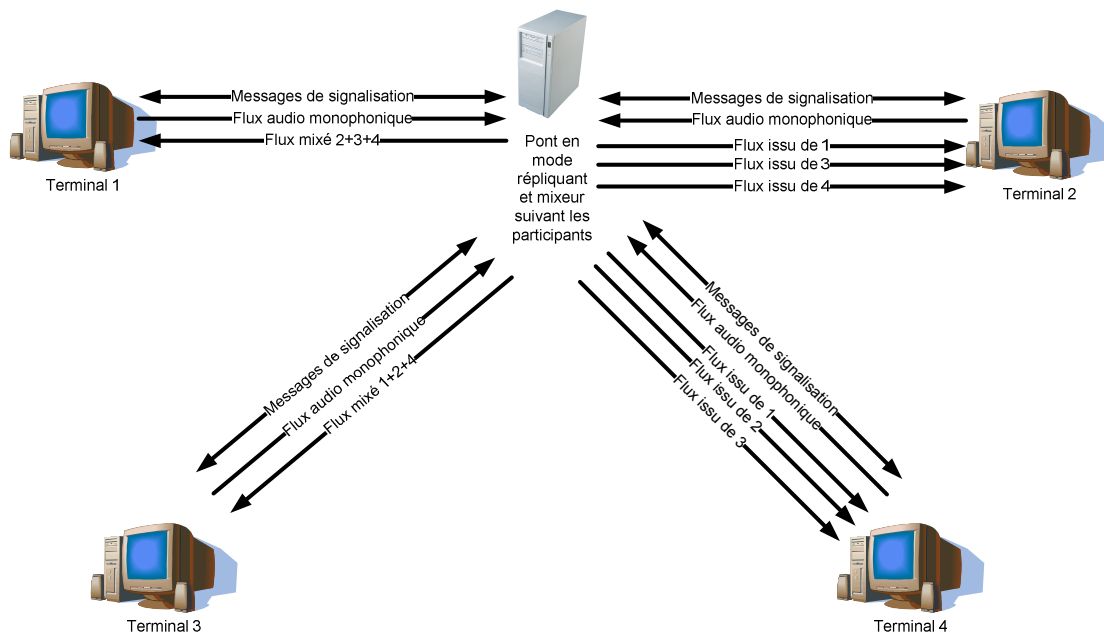 Messages de signalisation
Flux audio monophonique
Flux mixé 2+3+4
Terminal 1
Pont en
mode
répliquant
et mixeur
suivant les
participants
Messages de signalisation
Flux audio monophonique
Flux issu de 1
Flux issu de 3
Flux issu de 4
Terminal 2
Messages de signalisation
Flux audio monophonique
Flux mixé 1+2+4
Terminal 3
Messages de signalisation
Flux audio monophonique
Flux issu de 1
Flux issu de 2
Flux issu de 3
Terminal 4